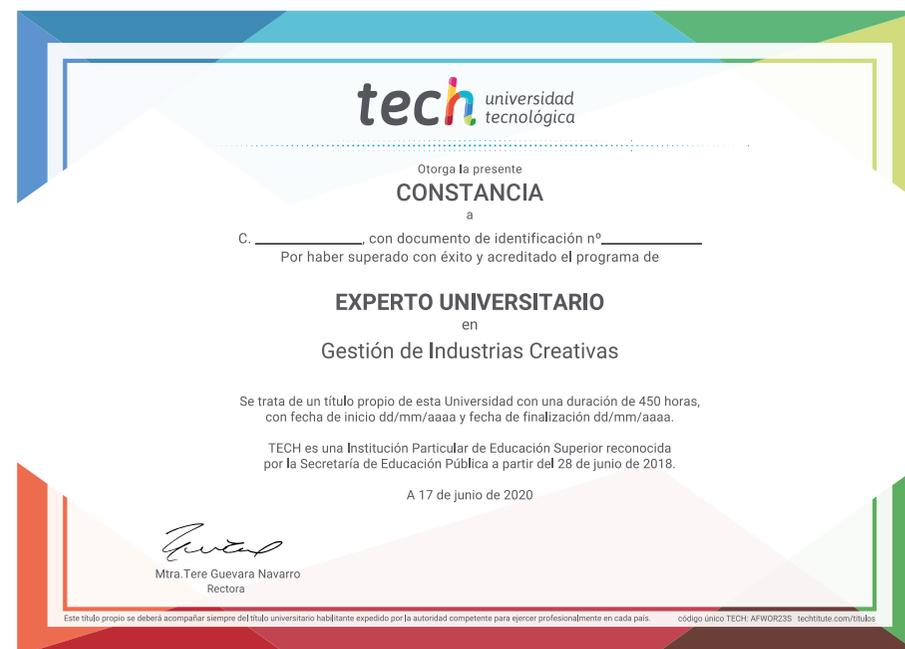 tech universidad
tecnológica
Otorga la presente
CONSTANCIA
a
C. ____________, con documento de identificación nº____________
Por haber superado con éxito y acreditado el programa de
EXPERTO UNIVERSITARIO
en
Gestión de Industrias Creativas
Se trata de un título propio de esta Universidad con una duración de 450 horas,
con fecha de inicio dd/mm/aaaa y fecha de finalización dd/mm/aaaa.
TECH es una Institución Particular de Educación Superior reconocida
por la Secretaría de Educación Pública a partir del 28 de junio de 2018.
A 17 de junio de 2020
Mtra.Tere Guevara Navarro
Rectora
Este título propio se deberá acompañar siempre del título universitario habilitante expedido por la autoridad competente para ejercer profesionalmente en cada país. código único TECH: AFWOR23S techtitute.com/titulos